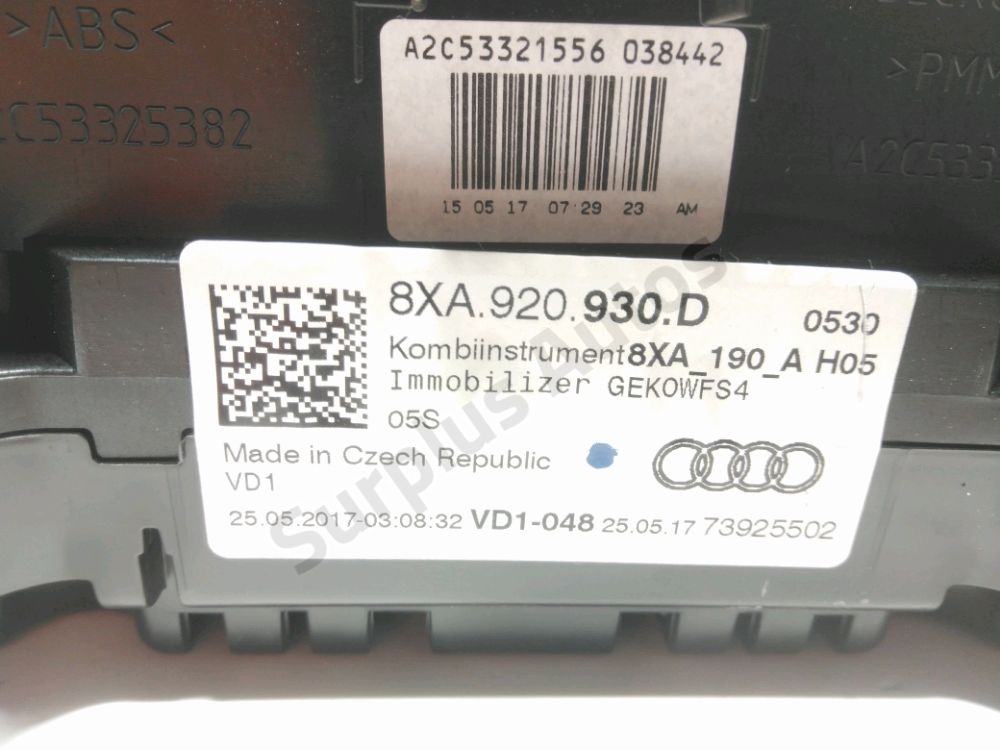 >ABS<
A2C53321556 038442
>PMM
2C53325382
A2C533
15 05 17 07:29 23 AM
8XA.920.930.D 0530
Kombiinstrument8XA_190_A H05
Immobilizer GEKOWFS4
05S
Made in Czech Republic
VD1
25.05.2017-03:08:32 VD1-048 25.05.17 73925502
Surplus Autos